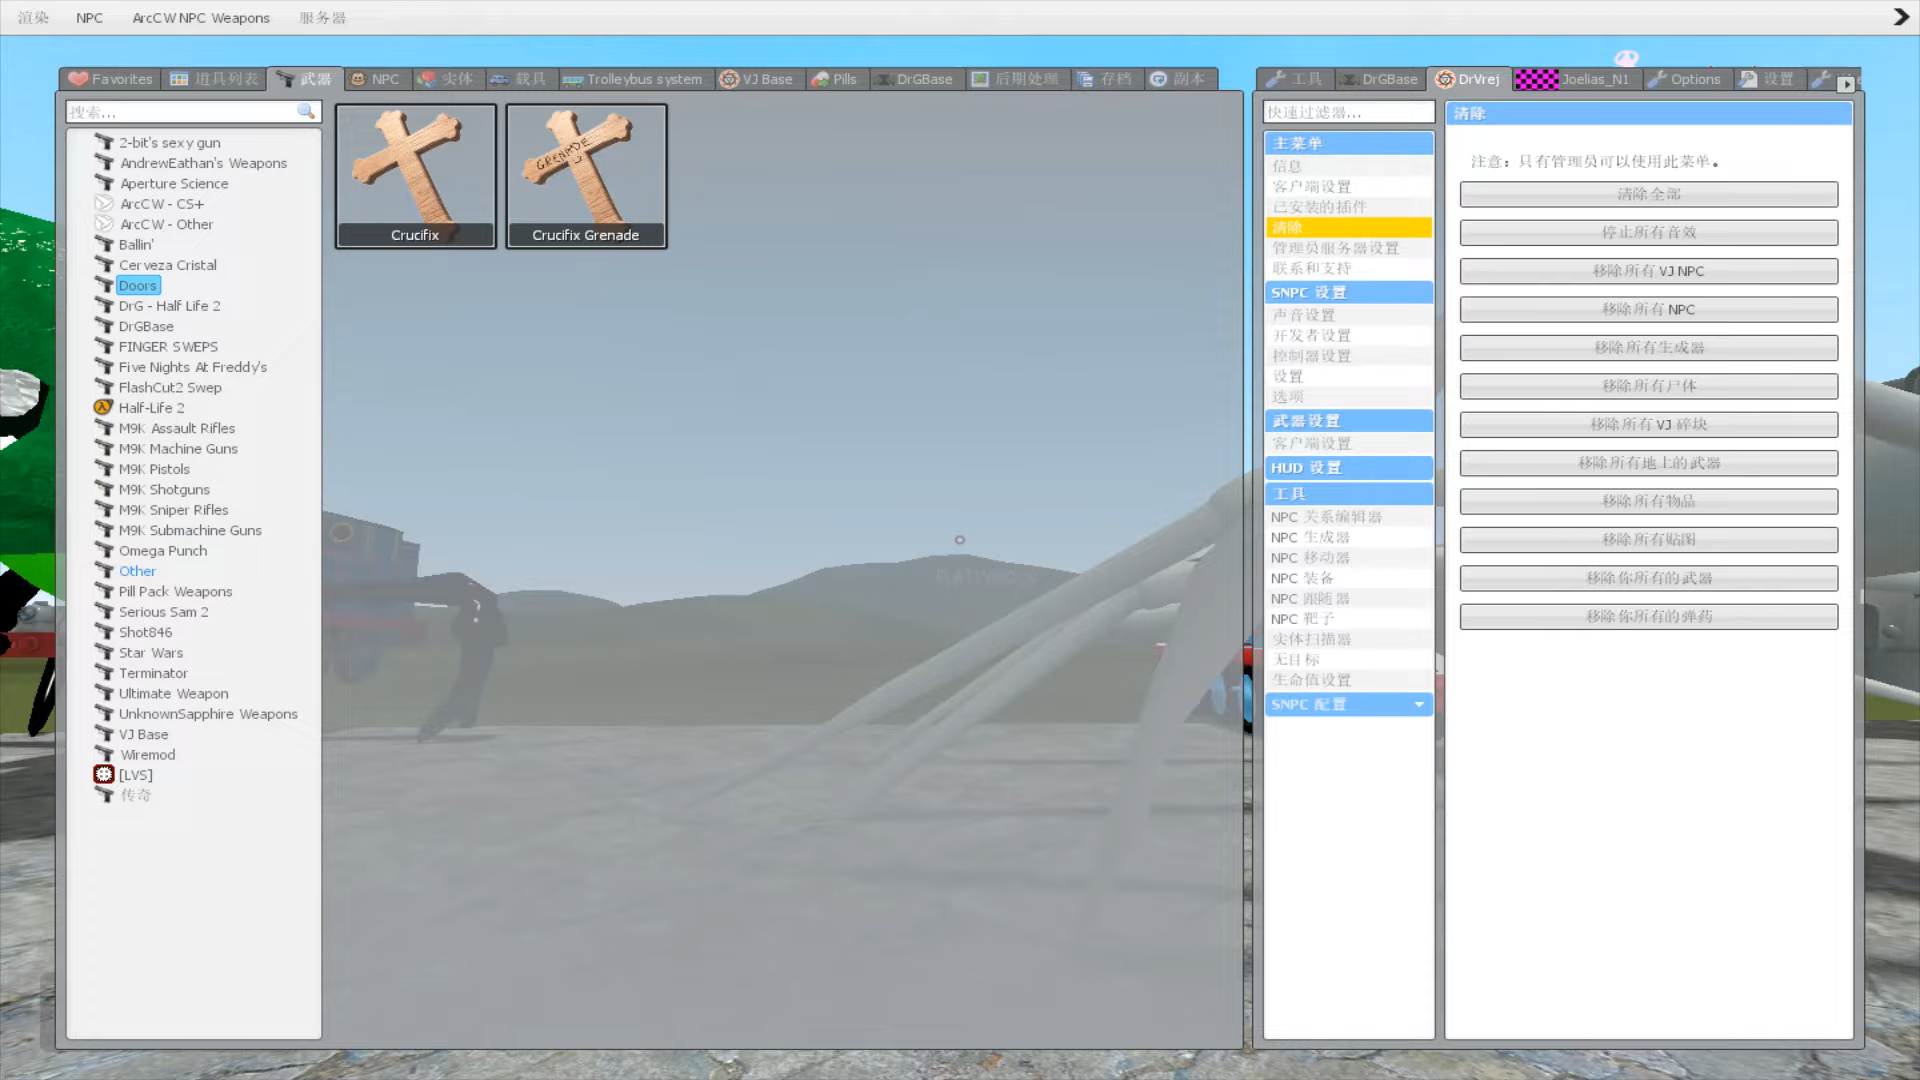 渲染 NPC ArcCW NPC Weapons 服务器
Favorites 道具列表 武器 NPC 实体 载具 Trolleybus system VJ Base Pills DrGBase 后期处理 存档 副本
搜索...
2-bit's sexy gun
AndrewEathan's Weapons
Aperture Science
ArcCW - CS+
ArcCW - Other
Ballin'
Cerveza Cristal
Doors
DrG - Half Life 2
DrGBase
FINGER SWEPS
Five Nights At Freddy's
FlashCut2 Swep
Half-Life 2
M9K Assault Rifles
M9K Machine Guns
M9K Pistols
M9K Shotguns
M9K Sniper Rifles
M9K Submachine Guns
Omega Punch
Other
Pill Pack Weapons
Serious Sam 2
Shot846
Star Wars
Terminator
Ultimate Weapon
UnknownSapphire Weapons
VJ Base
Wiremod
[LVS]
传奇
GRENADE
Crucifix
Crucifix Grenade
工具 DrGBase DrVrej Joelias_N1 Options 设置
快速过滤器...
主菜单
信息
客户端设置
已安装的插件
清除
管理员服务器设置
联系和支持
SNPC 设置
声音设置
开发者设置
控制器设置
设置
选项
武器设置
客户端设置
HUD 设置
工具
NPC 关系编辑器
NPC 生成器
NPC 移动器
NPC 装备
NPC 跟随器
NPC 靶子
实体扫描器
无目标
生命值设置
SNPC 配置
清除
注意：只有管理员可以使用此菜单。
清除全部
停止所有音效
移除所有 VJ NPC
移除所有 NPC
移除所有生成器
移除所有尸体
移除所有 VJ 碎块
移除所有地上的武器
移除所有物品
移除所有贴图
移除你所有的武器
移除你所有的弹药